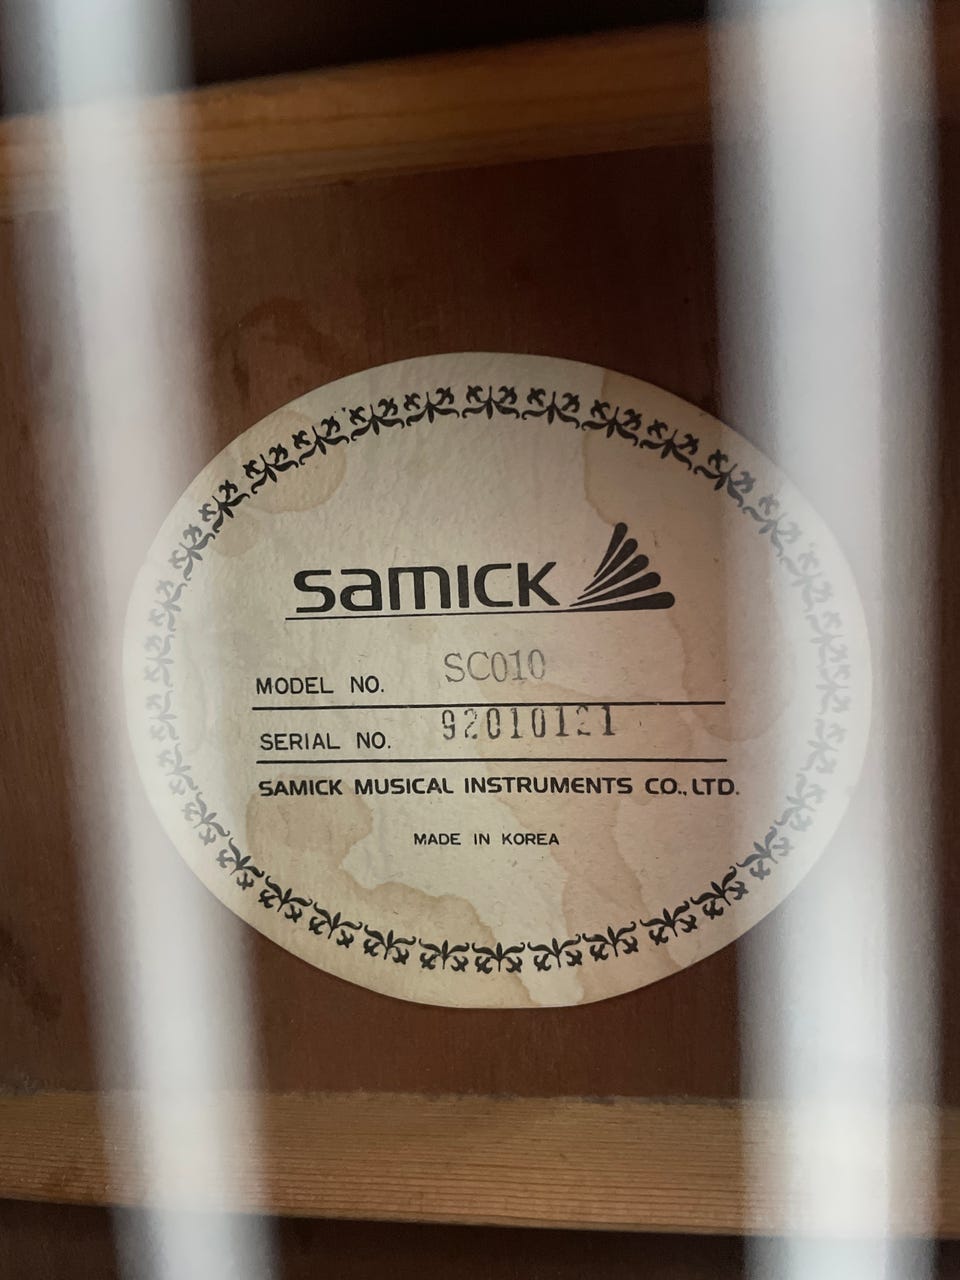 samick
MODEL NO. SC010
SERIAL NO. 92010121
SAMICK MUSICAL INSTRUMENTS CO., LTD.
MADE IN KOREA